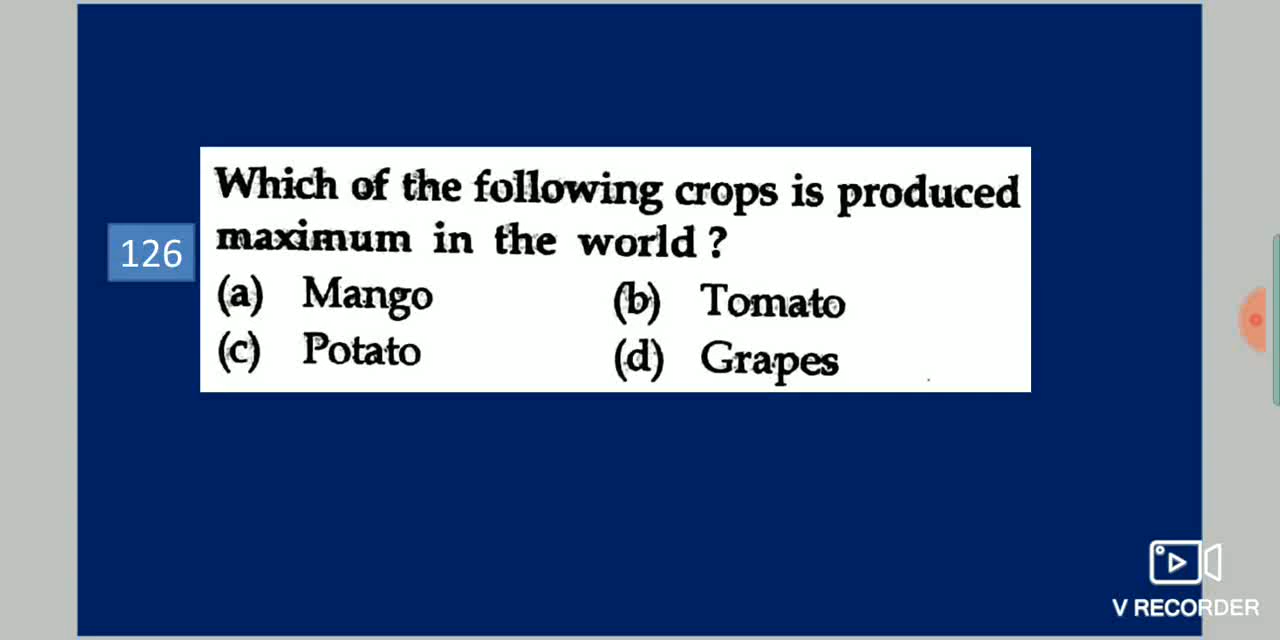 Which of the following crops is produced
126 maximum in the world ?
(a) Mango (b) Tomato
(c) Potato (d) Grapes
V RECORDER